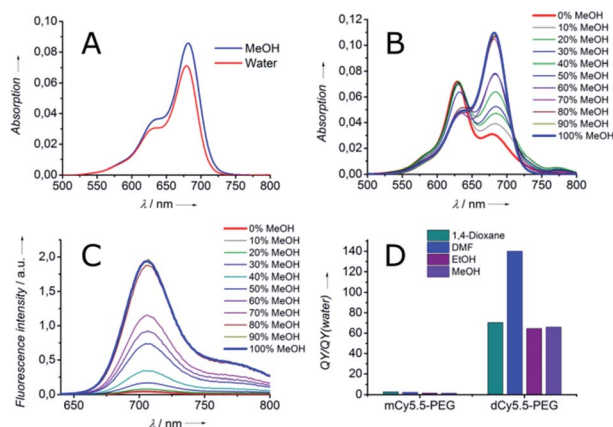 A
MeOH
Water
Absorption
0,10
0,08
0,06
0,04
0,02
0,00
500 550 600 650 700 750 800
λ / nm
B
0% MeOH
10% MeOH
20% MeOH
30% MeOH
40% MeOH
50% MeOH
60% MeOH
70% MeOH
80% MeOH
90% MeOH
100% MeOH
Absorption
0,12
0,10
0,08
0,06
0,04
0,02
0,00
500 550 600 650 700 750 800
λ / nm
C
0% MeOH
10% MeOH
20% MeOH
30% MeOH
40% MeOH
50% MeOH
60% MeOH
70% MeOH
80% MeOH
90% MeOH
100% MeOH
Fluorescence intensity / a.u.
2,0
1,5
1,0
0,5
0,0
650 700 750 800
λ / nm
D
1,4-Dioxane
DMF
EtOH
MeOH
QY/QY(water)
140
120
100
80
60
40
20
0
mCy5.5-PEG dCy5.5-PEG